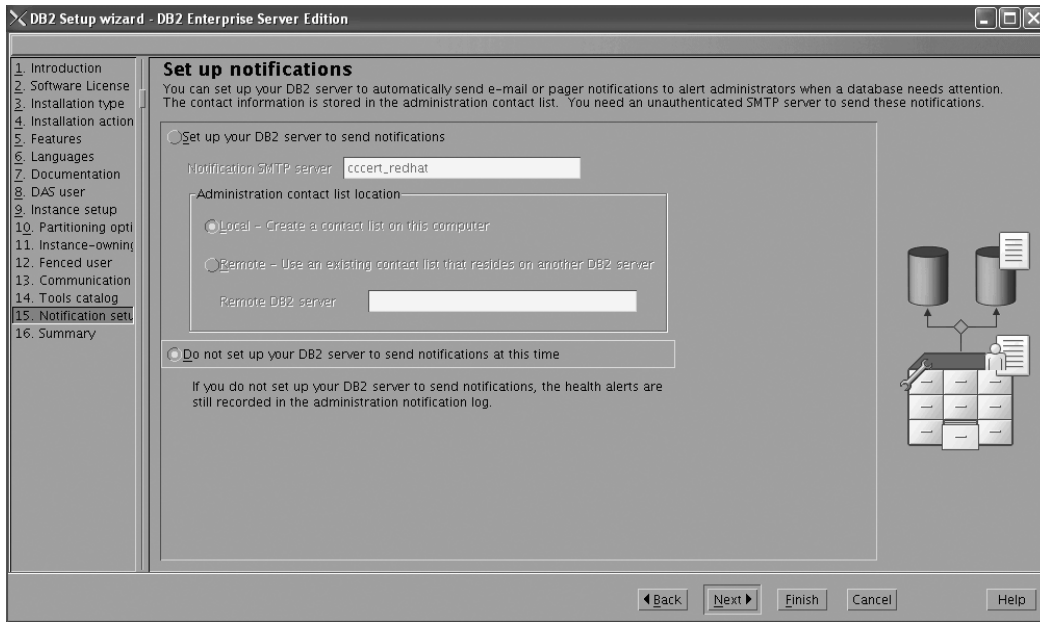 DB2 Setup wizard - DB2 Enterprise Server Edition
1. Introduction
2. Software License
3. Installation type
4. Installation action
5. Features
6. Languages
7. Documentation
8. DAS user
9. Instance setup
10. Partitioning opti
11. Instance-owning
12. Fenced user
13. Communication
14. Tools catalog
15. Notification setu
16. Summary
Set up notifications
You can set up your DB2 server to automatically send e-mail or pager notifications to alert administrators when a database needs attention.
The contact information is stored in the administration contact list. You need an unauthenticated SMTP server to send these notifications.
Set up your DB2 server to send notifications
Notification SMTP server cccert_redhat
Administration contact list location
Local - Create a contact list on this computer
Remote - Use an existing contact list that resides on another DB2 server
Remote DB2 server
Do not set up your DB2 server to send notifications at this time
If you do not set up your DB2 server to send notifications, the health alerts are
still recorded in the administration notification log.
Back Next Finish Cancel Help